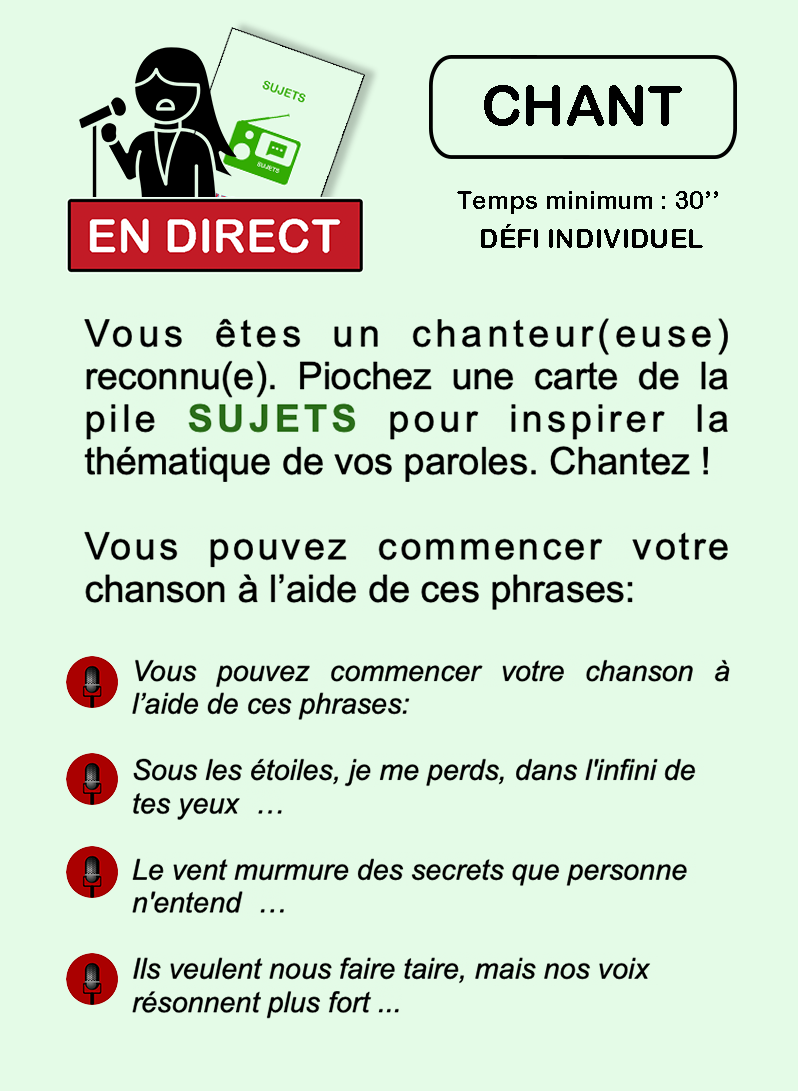 SUJETS
SUJETS
EN DIRECT
CHANT
Temps minimum : 30’’
DÉFI INDIVIDUEL
Vous êtes un chanteur(euse)
reconnu(e). Piochez une carte de la
pile SUJETS pour inspirer la
thématique de vos paroles. Chantez !
Vous pouvez commencer votre
chanson à l’aide de ces phrases:
Vous pouvez commencer votre chanson à
l’aide de ces phrases:
Sous les étoiles, je me perds, dans l'infini de
tes yeux …
Le vent murmure des secrets que personne
n'entend …
Ils veulent nous faire taire, mais nos voix
résonnent plus fort ...